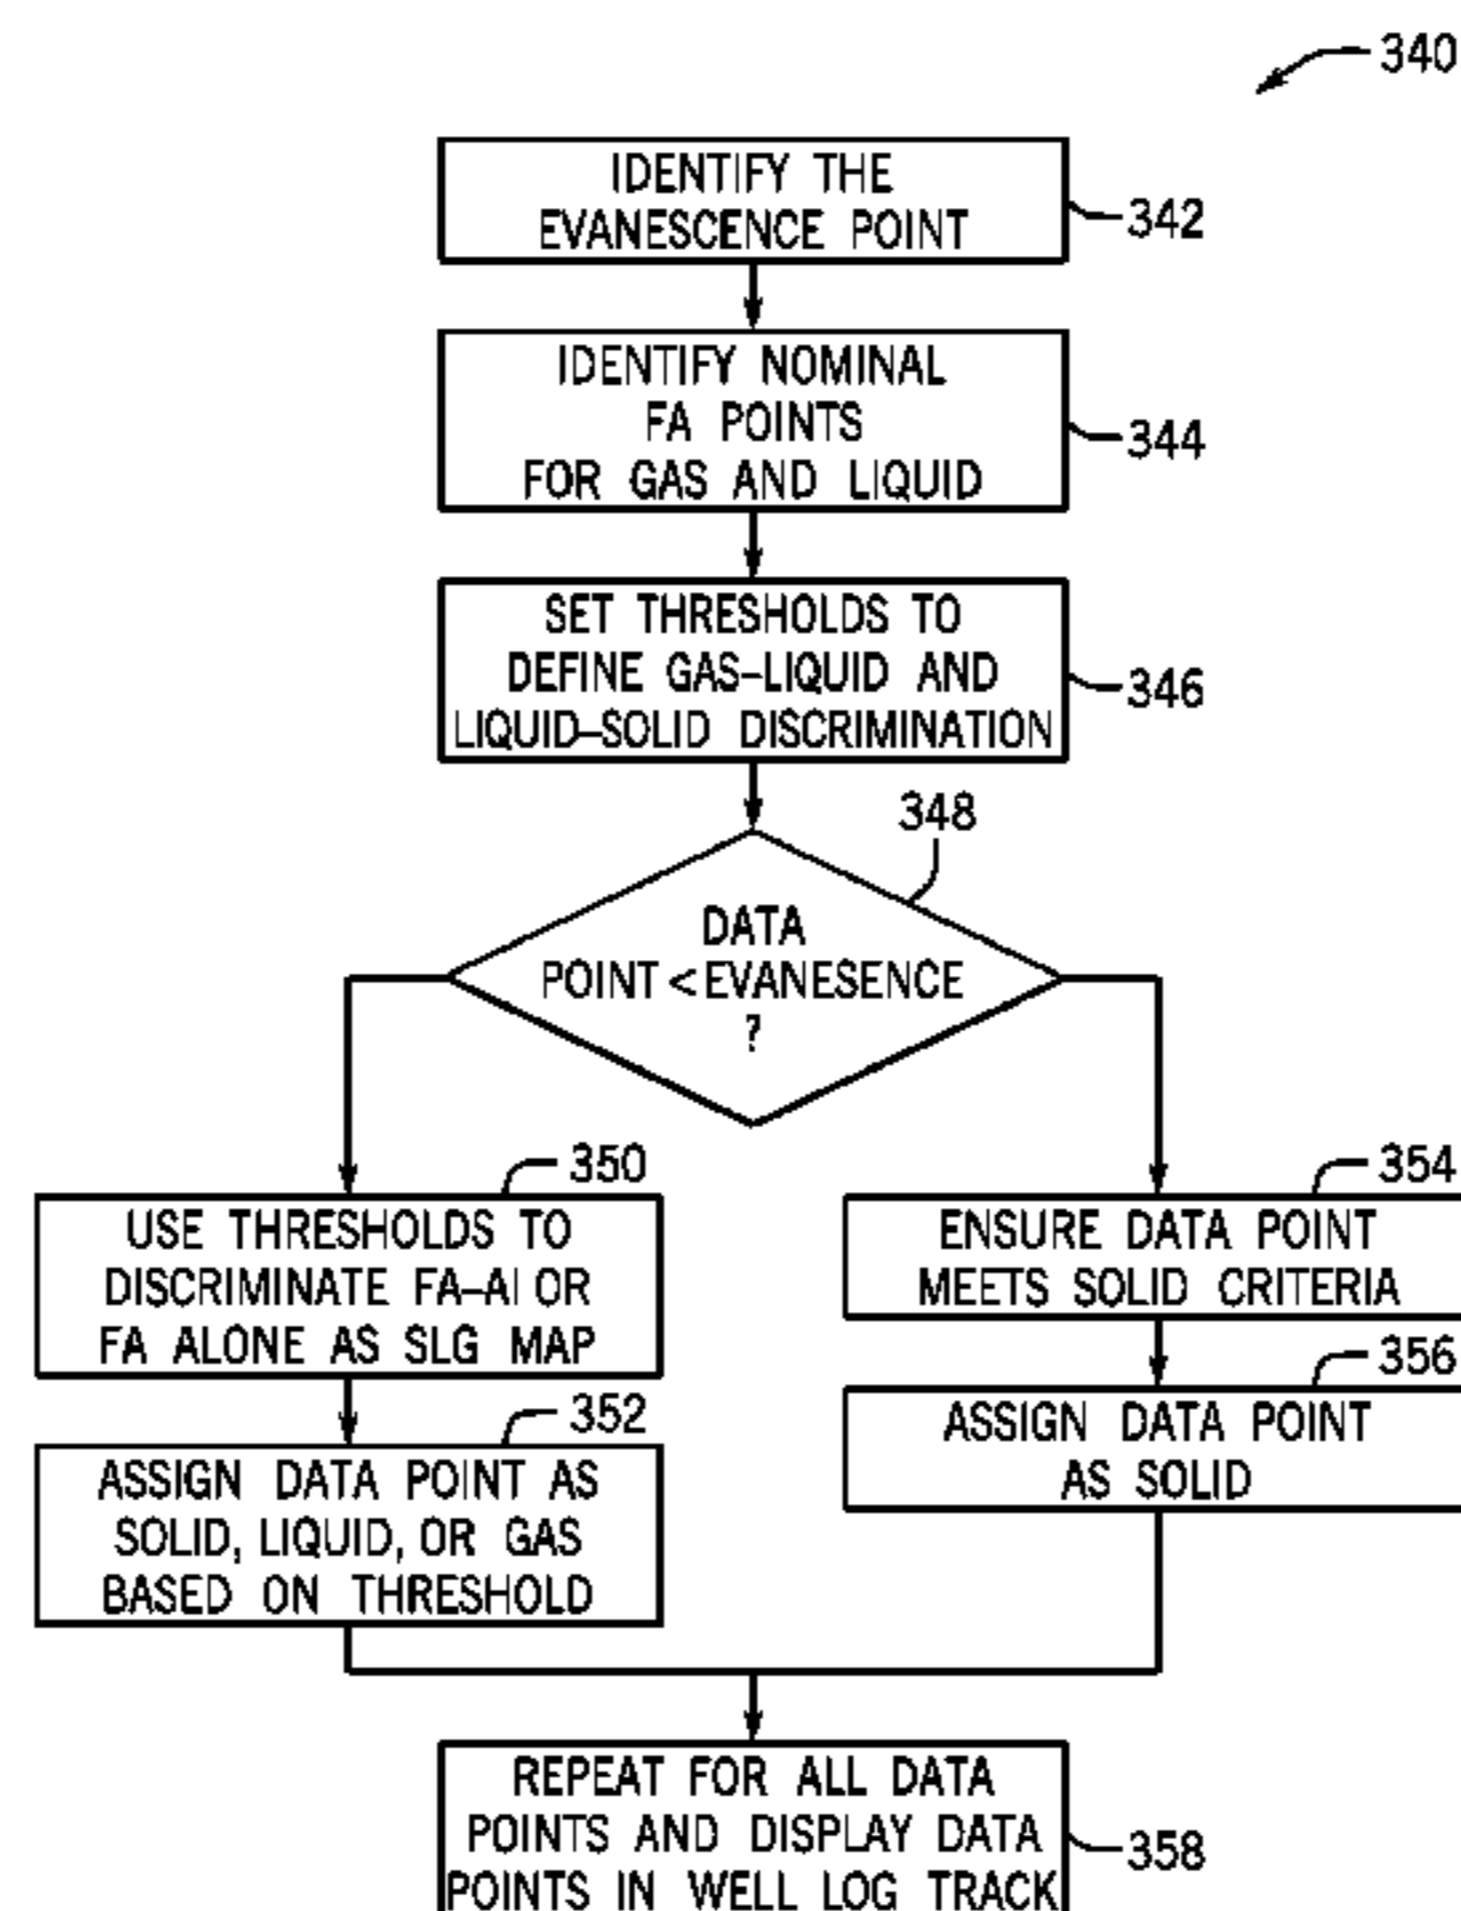 340
IDENTIFY THE
EVANESCENCE POINT
342
IDENTIFY NOMINAL
FA POINTS
FOR GAS AND LIQUID
344
SET THRESHOLDS TO
DEFINE GAS-LIQUID AND
LIQUID-SOLID DISCRIMINATION
346
348
DATA
POINT < EVANESENCE
?
350
USE THRESHOLDS TO
DISCRIMINATE FA-AI OR
FA ALONE AS SLG MAP
352
ASSIGN DATA POINT AS
SOLID, LIQUID, OR GAS
BASED ON THRESHOLD
354
ENSURE DATA POINT
MEETS SOLID CRITERIA
356
ASSIGN DATA POINT
AS SOLID
REPEAT FOR ALL DATA
POINTS AND DISPLAY DATA
POINTS IN WELL LOG TRACK
358